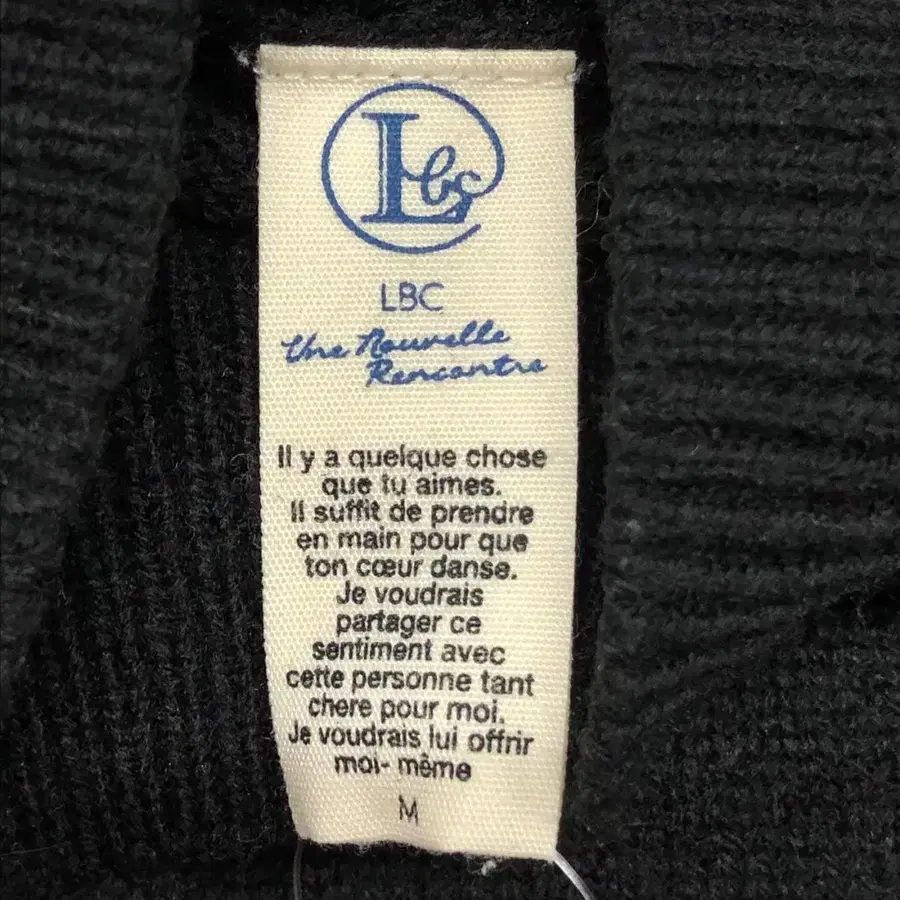 Lbc
LBC
Une Nouvelle
Rencontre
Il y a quelque chose
que tu aimes.
Il suffit de prendre
en main pour que
ton cœur danse.
Je voudrais
partager ce
sentiment avec
cette personne tant
chere pour moi.
Je voudrais lui offrir
moi- même
M